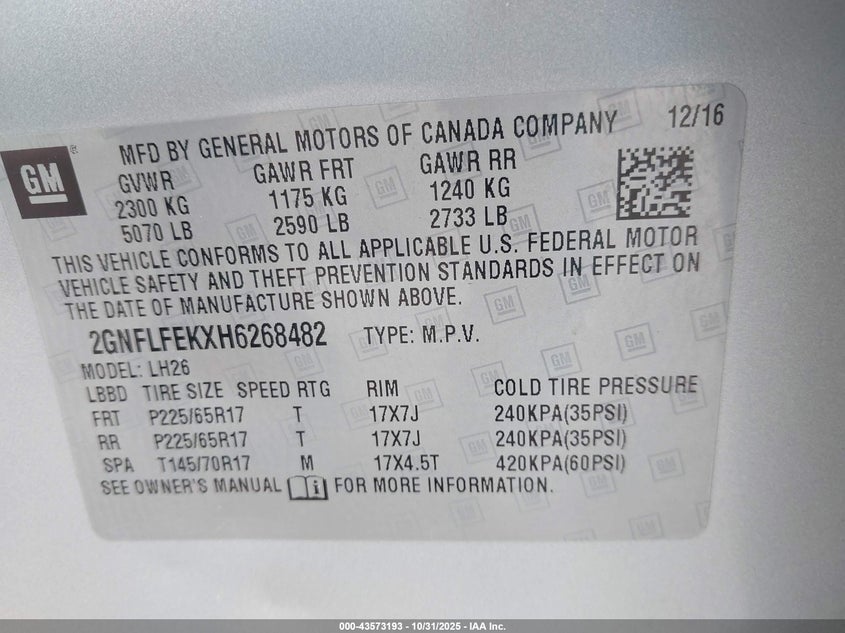 GM ®
MFD BY GENERAL MOTORS OF CANADA COMPANY 12/16
GVWR GAWR FRT GAWR RR
2300 KG 1175 KG 1240 KG
5070 LB 2590 LB 2733 LB
THIS VEHICLE CONFORMS TO ALL APPLICABLE U.S. FEDERAL MOTOR
VEHICLE SAFETY AND THEFT PREVENTION STANDARDS IN EFFECT ON
THE DATE OF MANUFACTURE SHOWN ABOVE.
2GNFLFEKXH6268482 TYPE: M.P.V.
MODEL: LH26
LBBD TIRE SIZE SPEED RTG RIM COLD TIRE PRESSURE
FRT P225/65R17 T 17X7J 240KPA(35PSI)
RR P225/65R17 T 17X7J 240KPA(35PSI)
SPA T145/70R17 M 17X4.5T 420KPA(60PSI)
SEE OWNER'S MANUAL i FOR MORE INFORMATION.
000-43573193 - 10/31/2025 - IAA Inc.